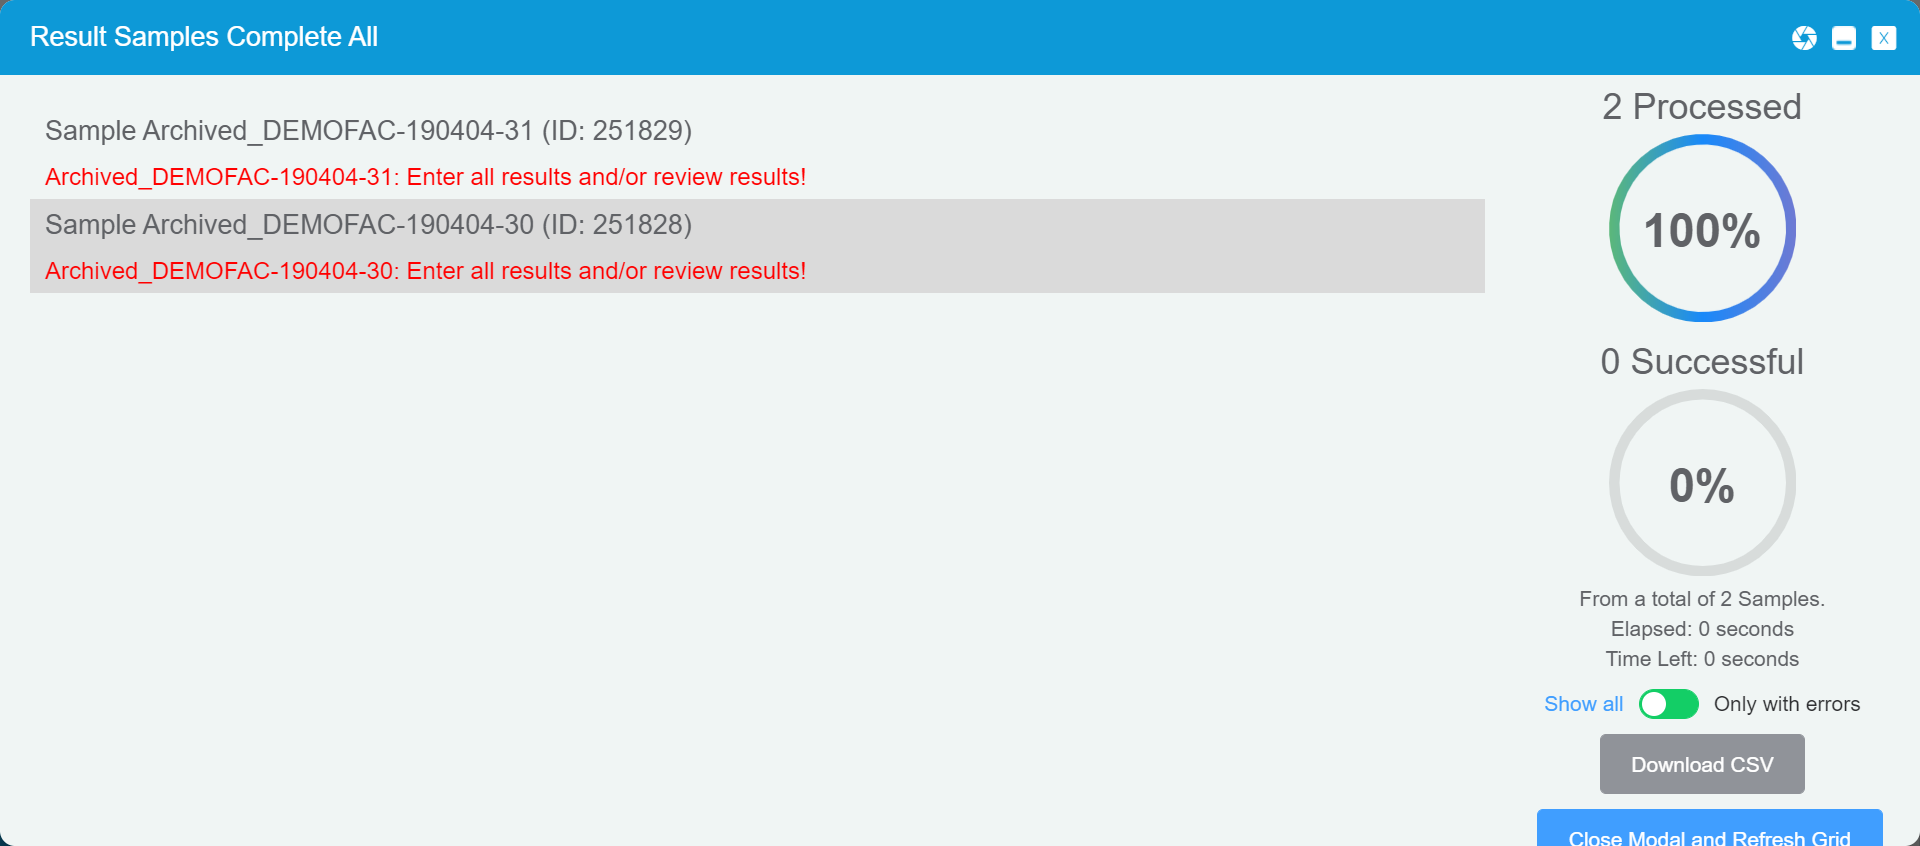 Result Samples Complete All
X
Sample Archived_DEMOFAC-190404-31 (ID: 251829)
Archived_DEMOFAC-190404-31: Enter all results and/or review results!
Sample Archived_DEMOFAC-190404-30 (ID: 251828)
Archived_DEMOFAC-190404-30: Enter all results and/or review results!
2 Processed
100%
0 Successful
0%
From a total of 2 Samples.
Elapsed: 0 seconds
Time Left: 0 seconds
Show all Only with errors
Download CSV
Close Modal and Refresh Grid